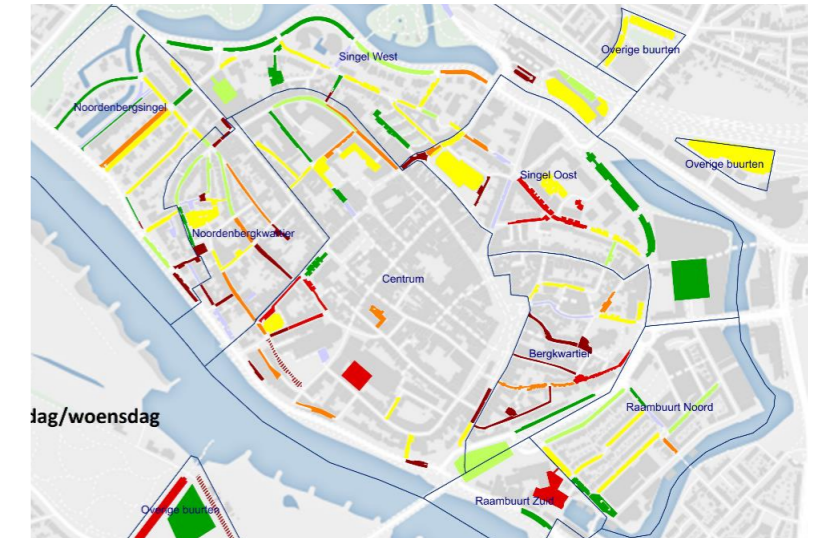 Overige buurten
Singel West
Noordenbergsingel
Overige buurten
Singel Oost
Noordenbergkwartier
Centrum
Bergkwartier
Raambuurt Noord
dag/woensdag
Raambuurt Zuid
Overige buurten